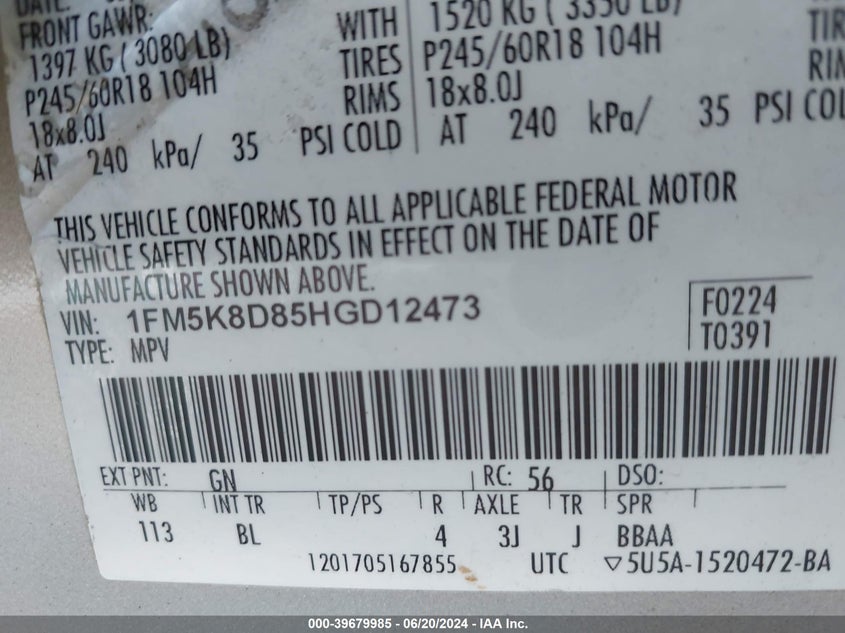 DATE:
FRONT GAWR:
1397 KG ( 3080 LB)
P245/60R18 104H
18x8.0J
AT 240 kPa/ 35 PSI COLD
WITH
TIRES
RIMS
1520 KG ( 3350 LB)
P245/60R18 104H
18x8.0J
AT 240 kPa/ 35 PSI COL
THIS VEHICLE CONFORMS TO ALL APPLICABLE FEDERAL MOTOR
VEHICLE SAFETY STANDARDS IN EFFECT ON THE DATE OF
MANUFACTURE SHOWN ABOVE.
VIN: 1FM5K8D85HGD12473
TYPE: MPV
F0224
T0391
EXT PNT: GN RC: 56 DSO:
WB INT TR TP/PS R AXLE TR SPR
113 BL 4 3J J BBAA
1201705167855 UTC ▽5U5A-1520472-BA
000-39679985 - 06/20/2024 - IAA Inc.